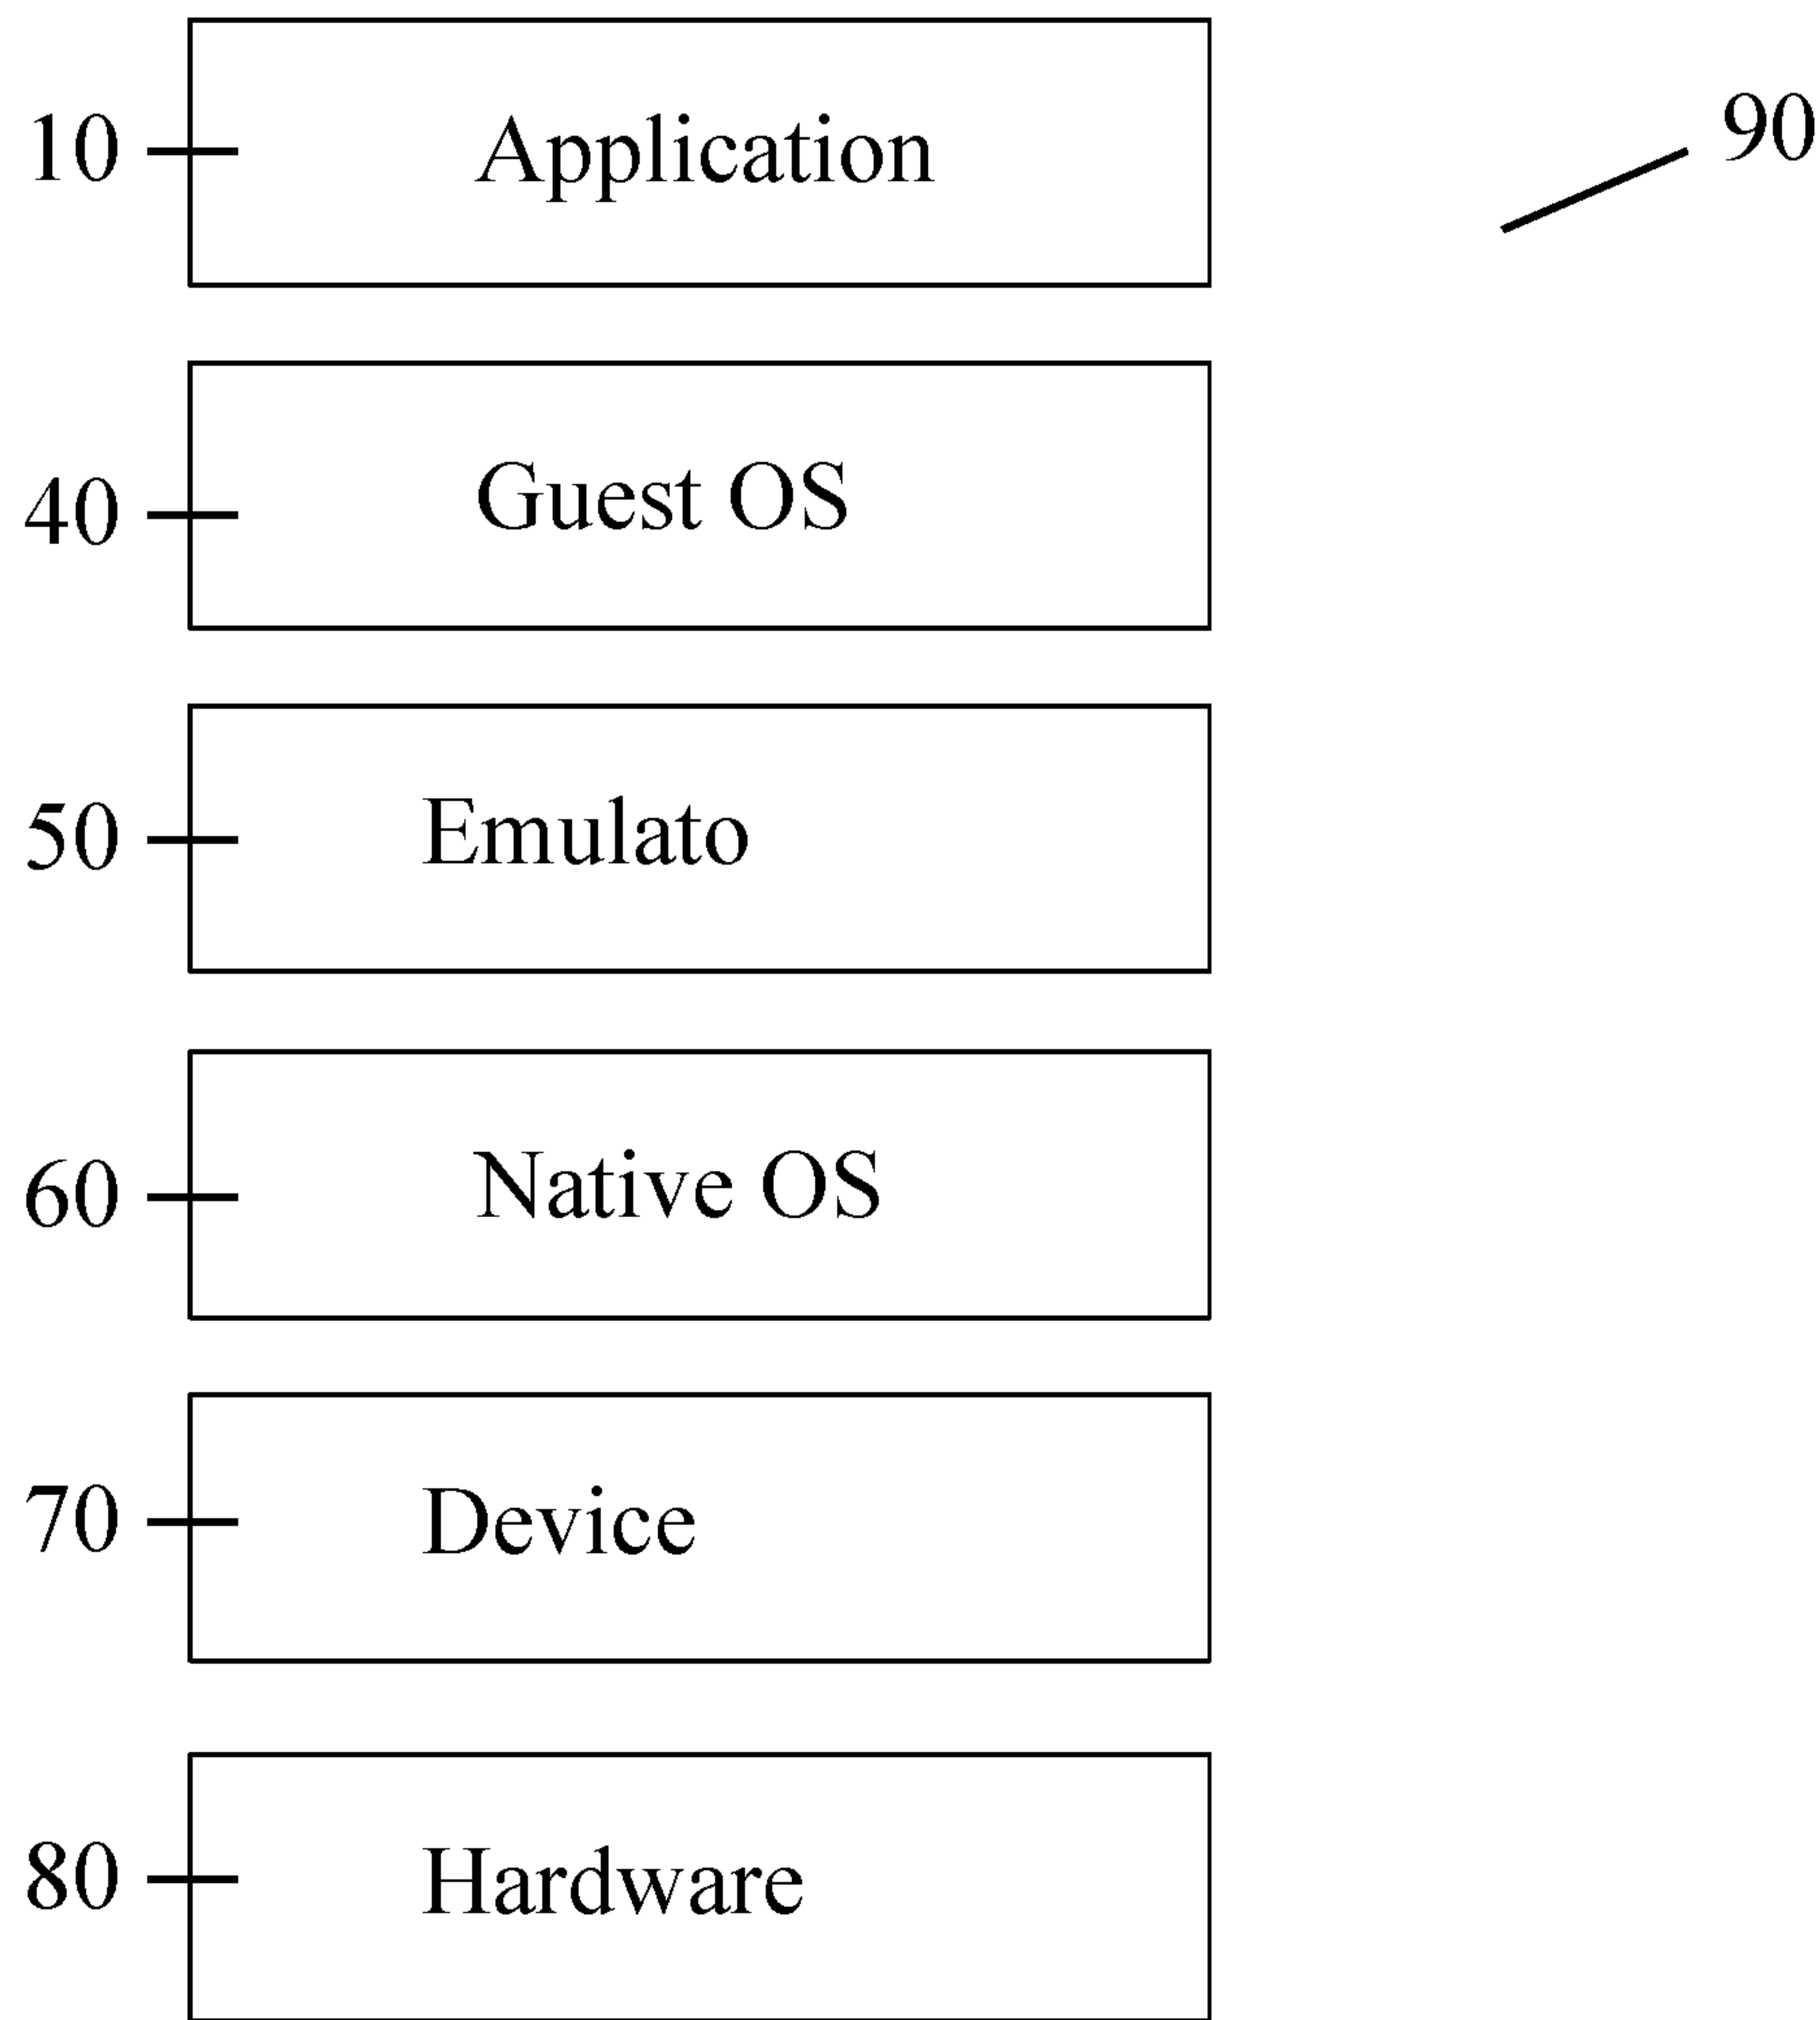 10 Application 90
40 Guest OS
50 Emulato
60 Native OS
70 Device
80 Hardware